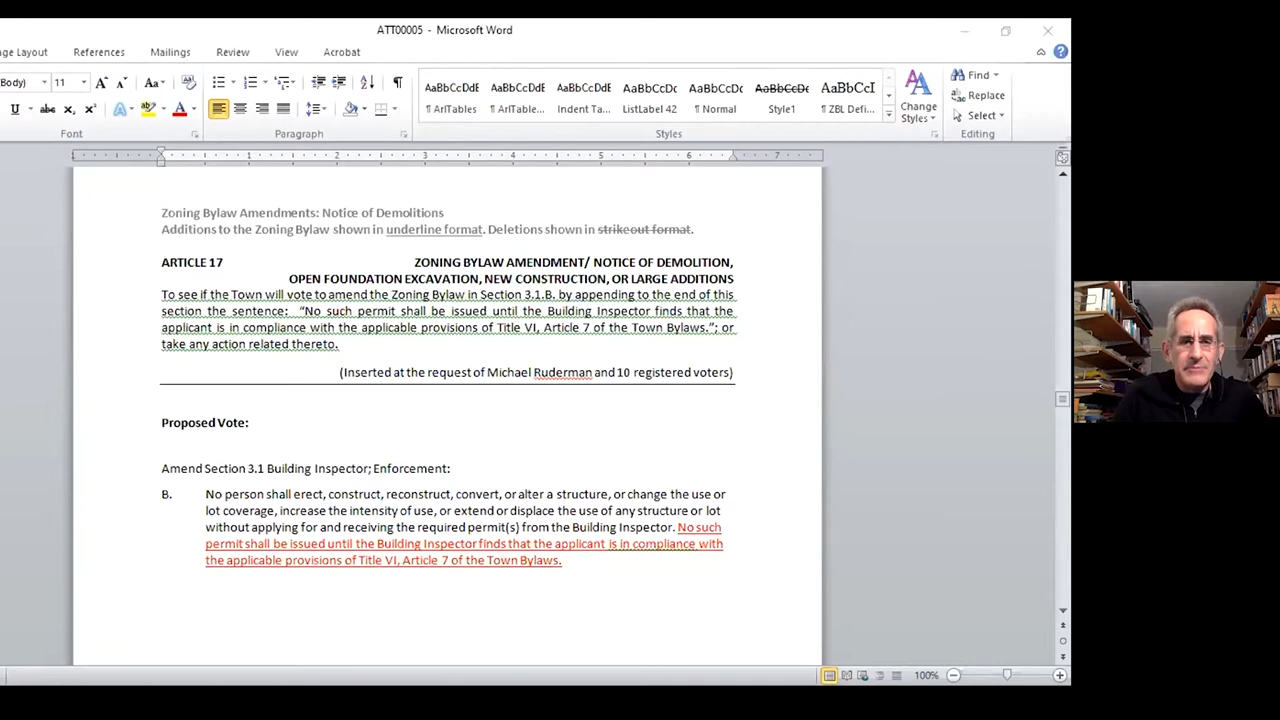 ATT00005 - Microsoft Word
ge Layout References Mailings Review View Acrobat
Body) 11 Aa
AaBbCcDdE AaBbCcDdE AaBbCcDdE AaBbCcDc AaBbCcDc AaBbCcDc AaBbCcI
¶ ArlTables ¶ ArlTable... Indent Ta... ListLabel 42 ¶ Normal Style1 ¶ ZBL Defi...
Change Styles
Find
Replace
Select
Font Paragraph Styles Editing
1 2 3 4 5 6 7
Zoning Bylaw Amendments: Notice of Demolitions
Additions to the Zoning Bylaw shown in underline format. Deletions shown in strikeout format.
ARTICLE 17 ZONING BYLAW AMENDMENT/ NOTICE OF DEMOLITION,
OPEN FOUNDATION EXCAVATION, NEW CONSTRUCTION, OR LARGE ADDITIONS
To see if the Town will vote to amend the Zoning Bylaw in Section 3.1.B. by appending to the end of this
section the sentence: “No such permit shall be issued until the Building Inspector finds that the
applicant is in compliance with the applicable provisions of Title VI, Article 7 of the Town Bylaws.”; or
take any action related thereto.
(Inserted at the request of Michael Ruderman and 10 registered voters)
Proposed Vote:
Amend Section 3.1 Building Inspector; Enforcement:
B. No person shall erect, construct, reconstruct, convert, or alter a structure, or change the use or
lot coverage, increase the intensity of use, or extend or displace the use of any structure or lot
without applying for and receiving the required permit(s) from the Building Inspector. No such
permit shall be issued until the Building Inspector finds that the applicant is in compliance with
the applicable provisions of Title VI, Article 7 of the Town Bylaws.
100%